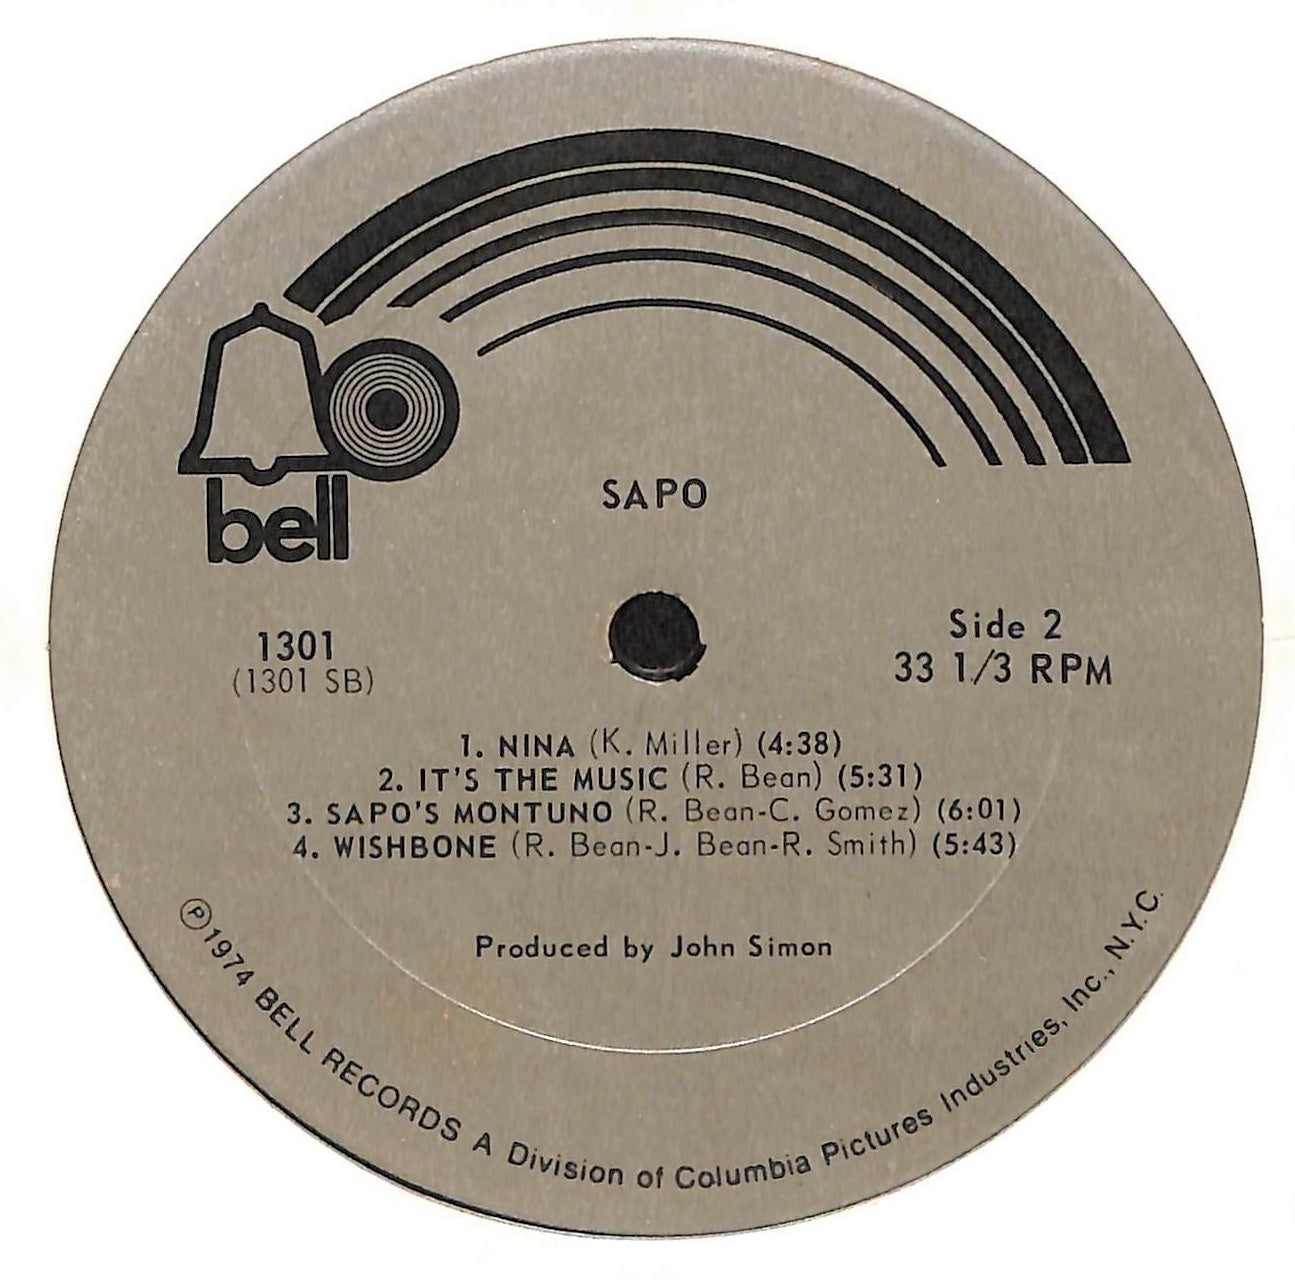 bell
SAPO
1301
(1301 SB)
Side 2
33 1/3 RPM
1. NINA (K. Miller) (4:38)
2. IT'S THE MUSIC (R. Bean) (5:31)
3. SAPO'S MONTUNO (R. Bean-C. Gomez) (6:01)
4. WISHBONE (R. Bean-J. Bean-R. Smith) (5:43)
Produced by John Simon
℗1974 BELL RECORDS A Division of Columbia Pictures Industries, Inc., N.Y.C.